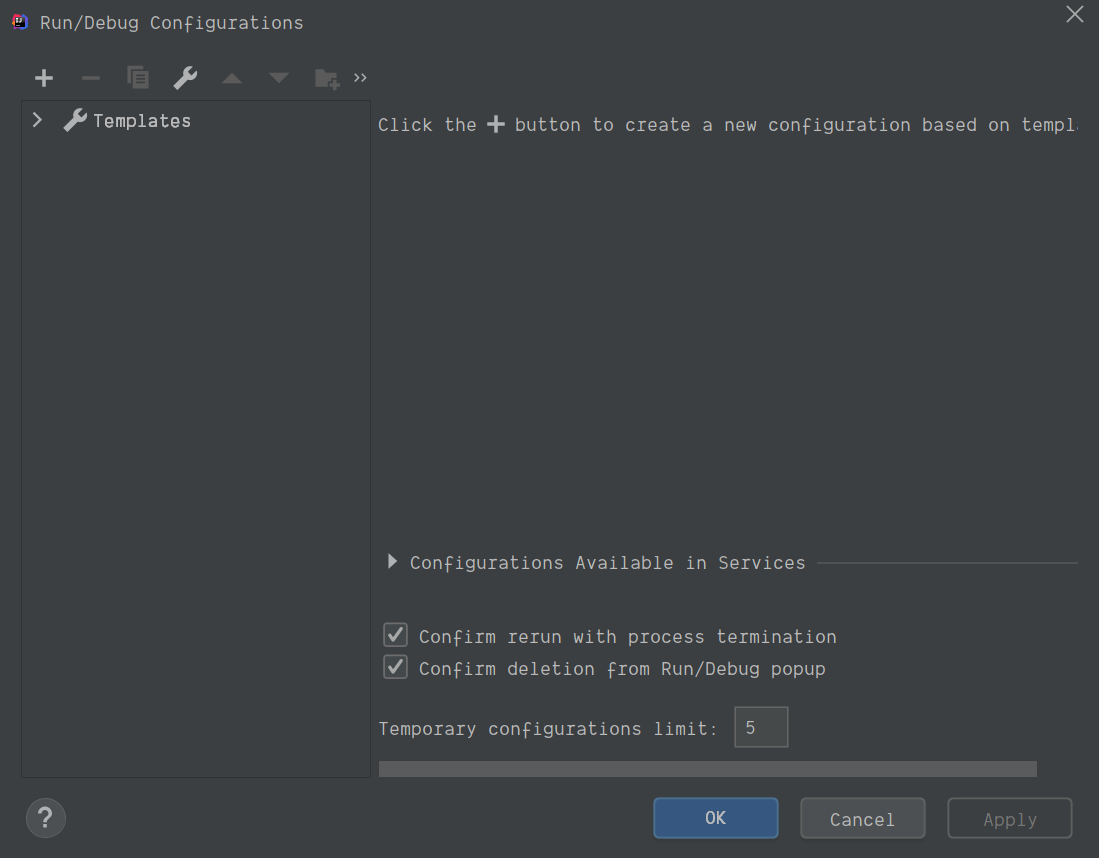 Run/Debug Configurations
Templates
Click the + button to create a new configuration based on templ
Configurations Available in Services
Confirm rerun with process termination
Confirm deletion from Run/Debug popup
Temporary configurations limit: 5
? OK Cancel Apply